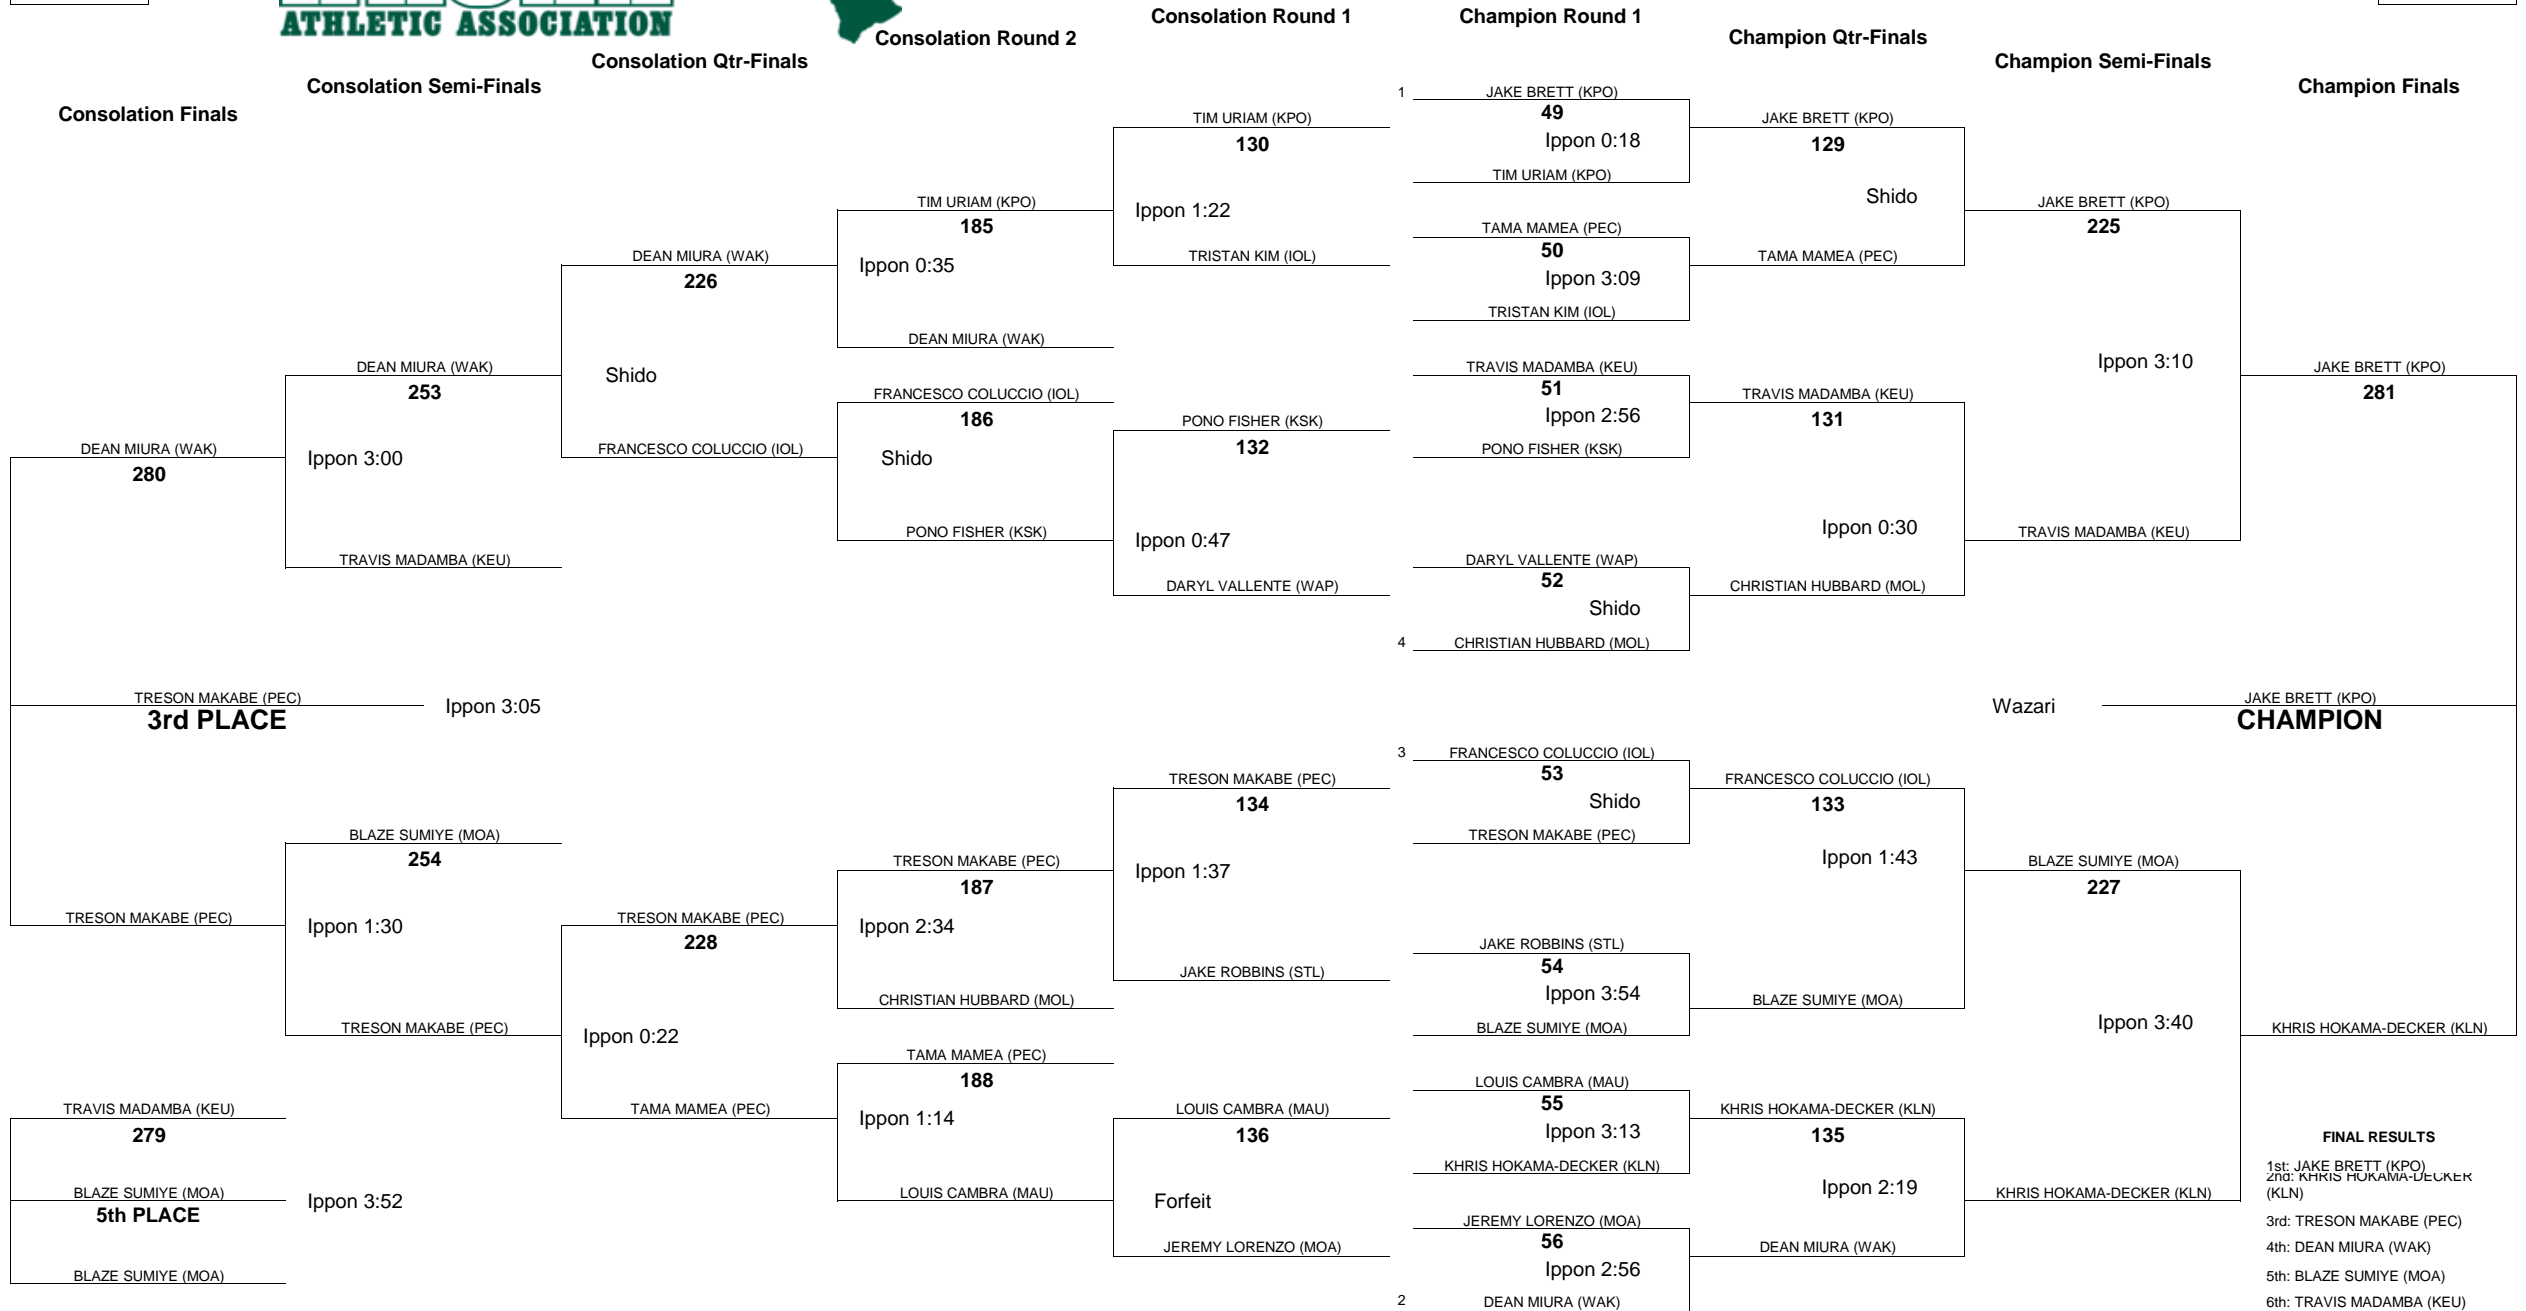 ATHLETIC ASSOCIATION
Consolation Round 1
Champion Round 1
Consolation Round 2
Champion Qtr-Finals
Consolation Qtr-Finals
Champion Semi-Finals
Consolation Semi-Finals
Champion Finals
Consolation Finals
1
JAKE BRETT (KPO)
49
Ippon 0:18
TIM URIAM (KPO)
TAMA MAMEA (PEC)
50
Ippon 3:09
TRISTAN KIM (IOL)
TRAVIS MADAMBA (KEU)
51
Ippon 2:56
PONO FISHER (KSK)
DARYL VALLENTE (WAP)
52
Shido
4
CHRISTIAN HUBBARD (MOL)
3
FRANCESCO COLUCCIO (IOL)
53
Shido
TRESON MAKABE (PEC)
JAKE ROBBINS (STL)
54
Ippon 3:54
BLAZE SUMIYE (MOA)
LOUIS CAMBRA (MAU)
55
Ippon 3:13
KHRIS HOKAMA-DECKER (KLN)
JEREMY LORENZO (MOA)
56
Ippon 2:56
2
DEAN MIURA (WAK)
JAKE BRETT (KPO)
129
Shido
TAMA MAMEA (PEC)
TRAVIS MADAMBA (KEU)
131
Ippon 0:30
CHRISTIAN HUBBARD (MOL)
FRANCESCO COLUCCIO (IOL)
133
Ippon 1:43
BLAZE SUMIYE (MOA)
KHRIS HOKAMA-DECKER (KLN)
135
Ippon 2:19
DEAN MIURA (WAK)
JAKE BRETT (KPO)
225
Ippon 3:10
TRAVIS MADAMBA (KEU)
BLAZE SUMIYE (MOA)
227
Ippon 3:40
KHRIS HOKAMA-DECKER (KLN)
JAKE BRETT (KPO)
281
Wazari
JAKE BRETT (KPO)
CHAMPION
KHRIS HOKAMA-DECKER (KLN)
TIM URIAM (KPO)
130
Ippon 1:22
TRISTAN KIM (IOL)
PONO FISHER (KSK)
132
Ippon 0:47
DARYL VALLENTE (WAP)
TRESON MAKABE (PEC)
134
Ippon 1:37
JAKE ROBBINS (STL)
LOUIS CAMBRA (MAU)
136
Forfeit
JEREMY LORENZO (MOA)
TIM URIAM (KPO)
185
Ippon 0:35
DEAN MIURA (WAK)
FRANCESCO COLUCCIO (IOL)
186
Shido
PONO FISHER (KSK)
TRESON MAKABE (PEC)
187
Ippon 2:34
CHRISTIAN HUBBARD (MOL)
TAMA MAMEA (PEC)
188
Ippon 1:14
LOUIS CAMBRA (MAU)
DEAN MIURA (WAK)
226
Shido
FRANCESCO COLUCCIO (IOL)
TRESON MAKABE (PEC)
228
Ippon 0:22
TAMA MAMEA (PEC)
DEAN MIURA (WAK)
253
Ippon 3:00
TRAVIS MADAMBA (KEU)
BLAZE SUMIYE (MOA)
254
Ippon 1:30
TRESON MAKABE (PEC)
DEAN MIURA (WAK)
280
TRESON MAKABE (PEC)
3rd PLACE
Ippon 3:05
TRESON MAKABE (PEC)
TRAVIS MADAMBA (KEU)
279
BLAZE SUMIYE (MOA)
5th PLACE
Ippon 3:52
BLAZE SUMIYE (MOA)
FINAL RESULTS
1st: JAKE BRETT (KPO)
2nd: KHRIS HOKAMA-DECKER
(KLN)
3rd: TRESON MAKABE (PEC)
4th: DEAN MIURA (WAK)
5th: BLAZE SUMIYE (MOA)
6th: TRAVIS MADAMBA (KEU)